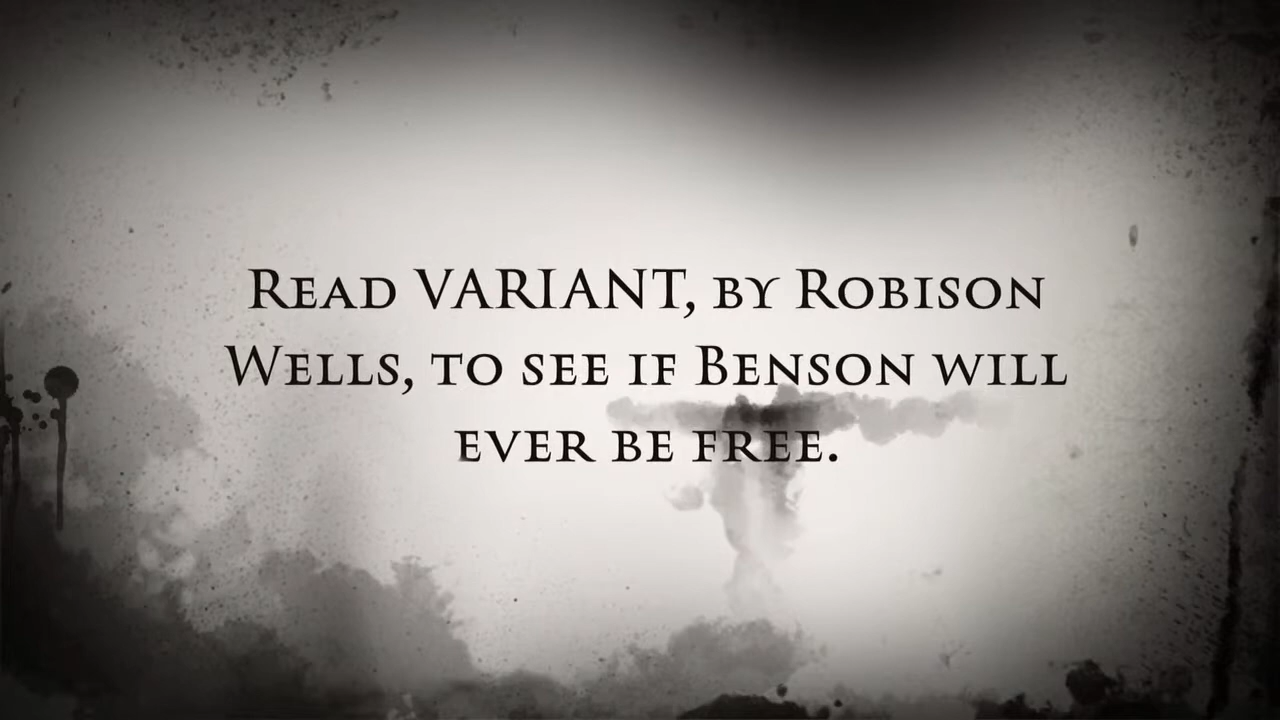 Read VARIANT, by Robison
Wells, to see if Benson will
ever be free.